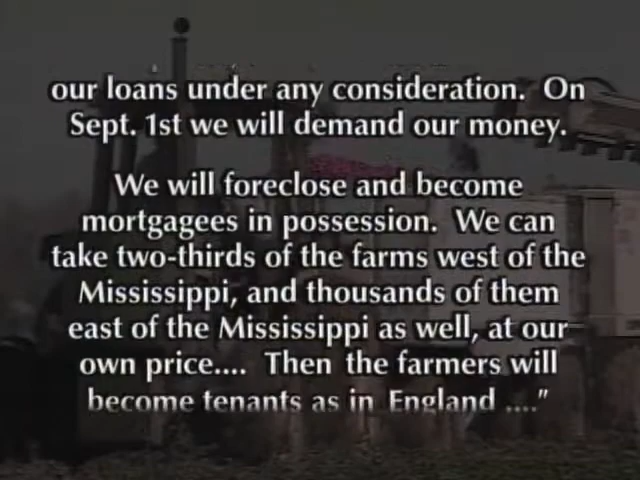 our loans under any consideration.  On
Sept. 1st we will demand our money.
We will foreclose and become
mortgagees in possession.  We can
take two-thirds of the farms west of the
Mississippi, and thousands of them
east of the Mississippi as well, at our
own price....  Then the farmers will
become tenants as in  England ...."